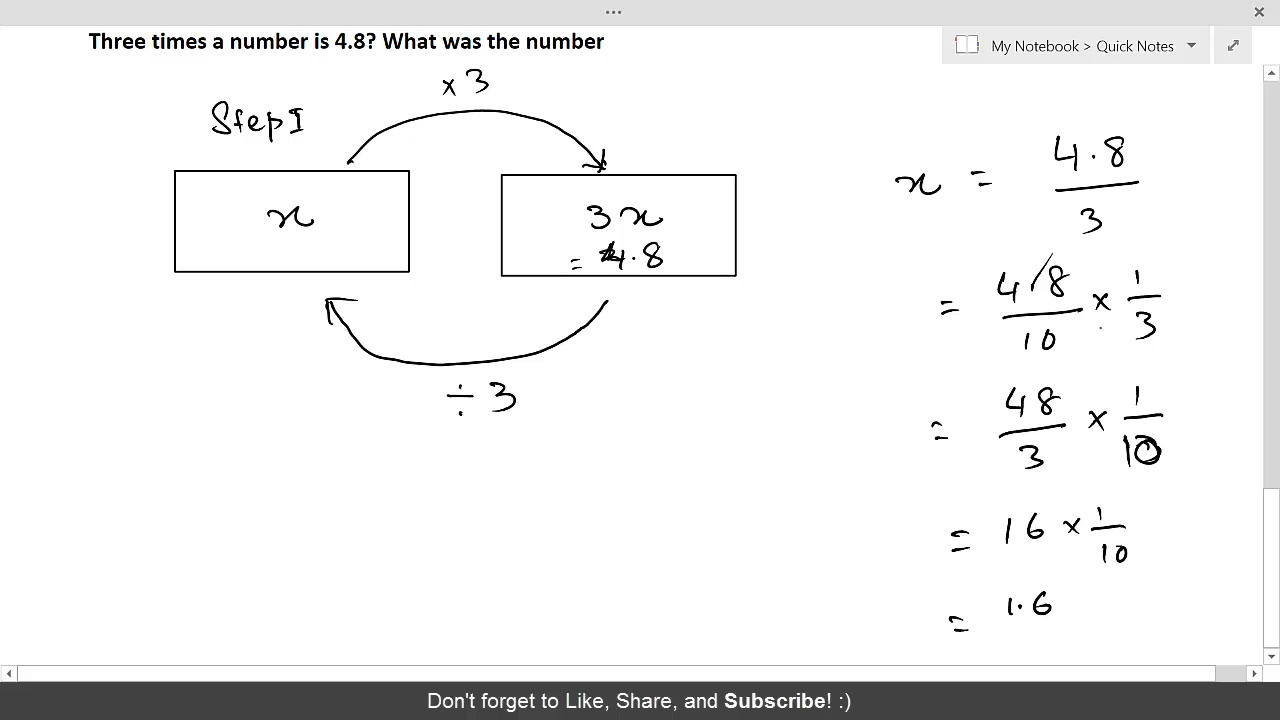 Three times a number is 4.8? What was the number
My Notebook > Quick Notes
× 3
Step I
x
3x
= 4.8
÷ 3
x = 4.8/3
= 48/10 × 1/3
= 48/3 × 1/10
= 16 × 1/10
= 1.6
Don't forget to Like, Share, and Subscribe! :)